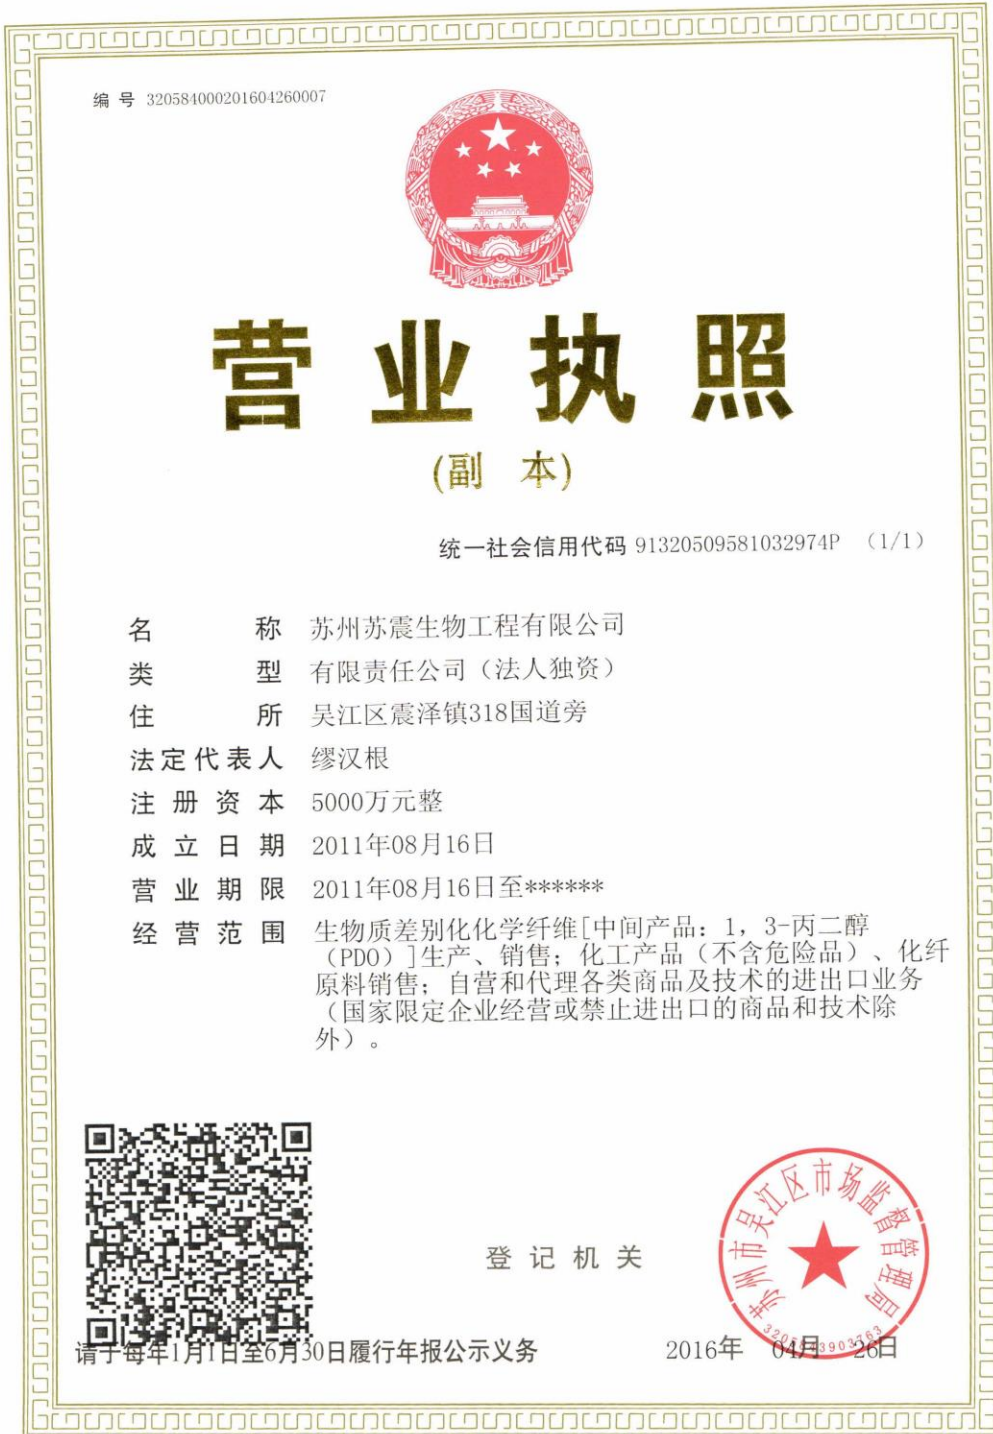 编 号 320584000201604260007
营业执照
(副 本)
统一社会信用代码 91320509581032974P （1/1）
名 称 苏州苏震生物工程有限公司
类 型 有限责任公司（法人独资）
住 所 吴江区震泽镇318国道旁
法定代表人 缪汉根
注册资本 5000万元整
成立日期 2011年08月16日
营业期限 2011年08月16日至******
经营范围 生物质差别化化学纤维[中间产品：1，3-丙二醇
（PDO）]生产、销售；化工产品（不含危险品）、化纤
原料销售；自营和代理各类商品及技术的进出口业务
（国家限定企业经营或禁止进出口的商品和技术除
外）。
登记机关
苏州市吴江区市场监督管理局
请于每年1月1日至6月30日履行年报公示义务
2016年 04月 26日